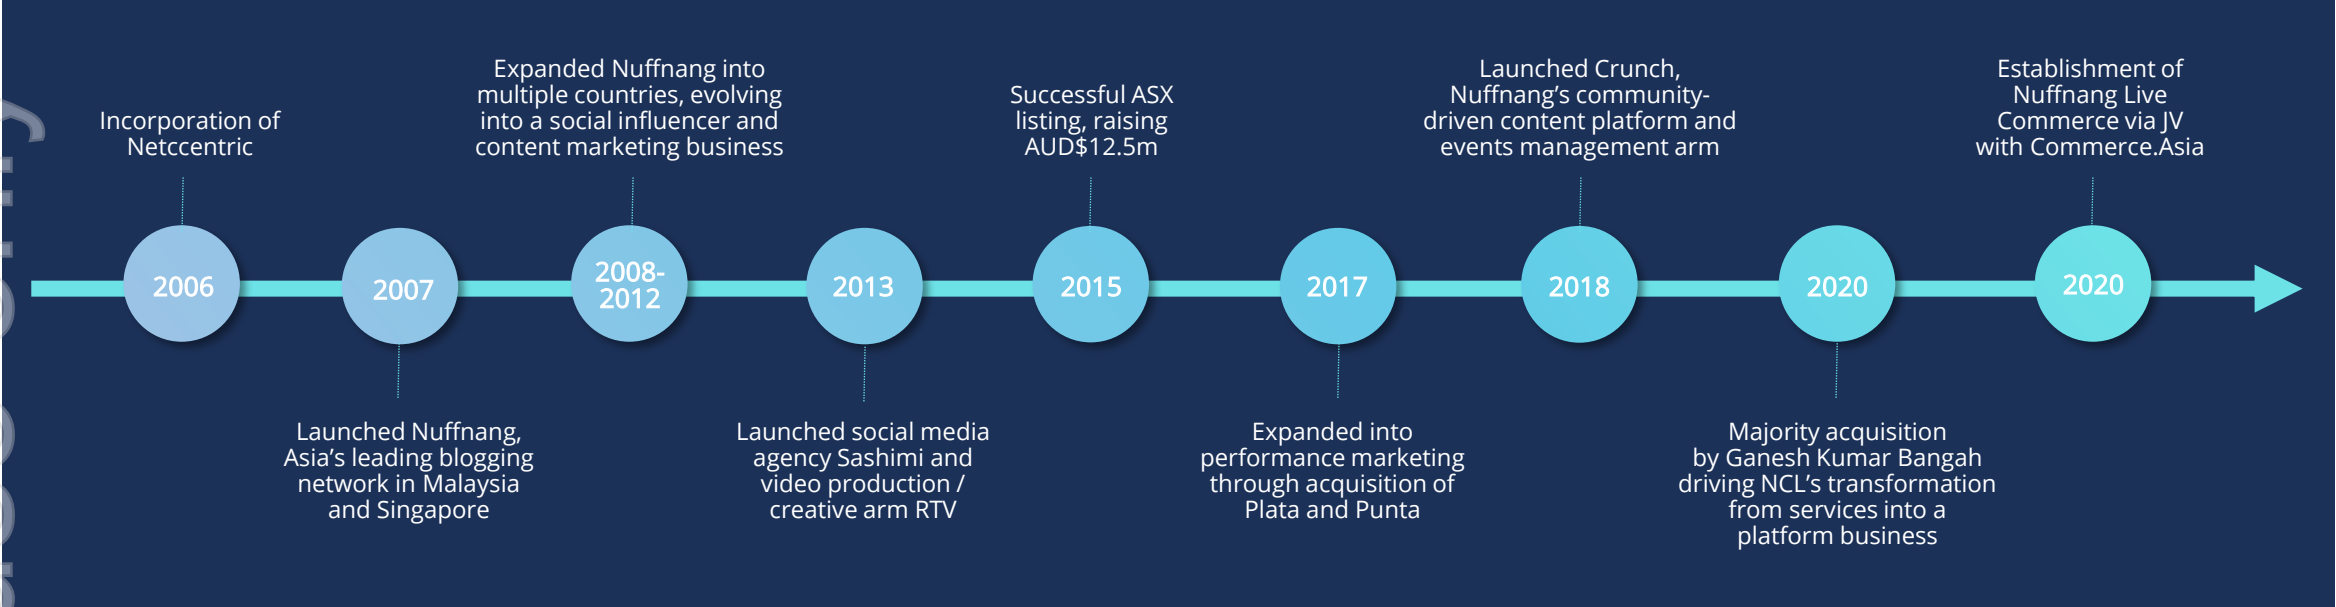 Incorporation of
Netccentric
2006
2007
Launched Nuffnang,
Asia's leading blogging
network in Malaysia
and Singapore
Expanded Nuffnang into
multiple countries, evolving
into a social influencer and
content marketing business
2008-
2012
2013
Launched social media
agency Sashimi and
video production /
creative arm RTV
Successful ASX
listing, raising
AUD$12.5m
2015
2017
Expanded into
performance marketing
through acquisition of
Plata and Punta
Launched Crunch,
Nuffnang's community-
driven content platform and
events management arm
2018
2020
Majority acquisition
by Ganesh Kumar Bangah
driving NCL's transformation
from services into a
platform business
Establishment of
Nuffnang Live
Commerce via JV
with Commerce.Asia
2020